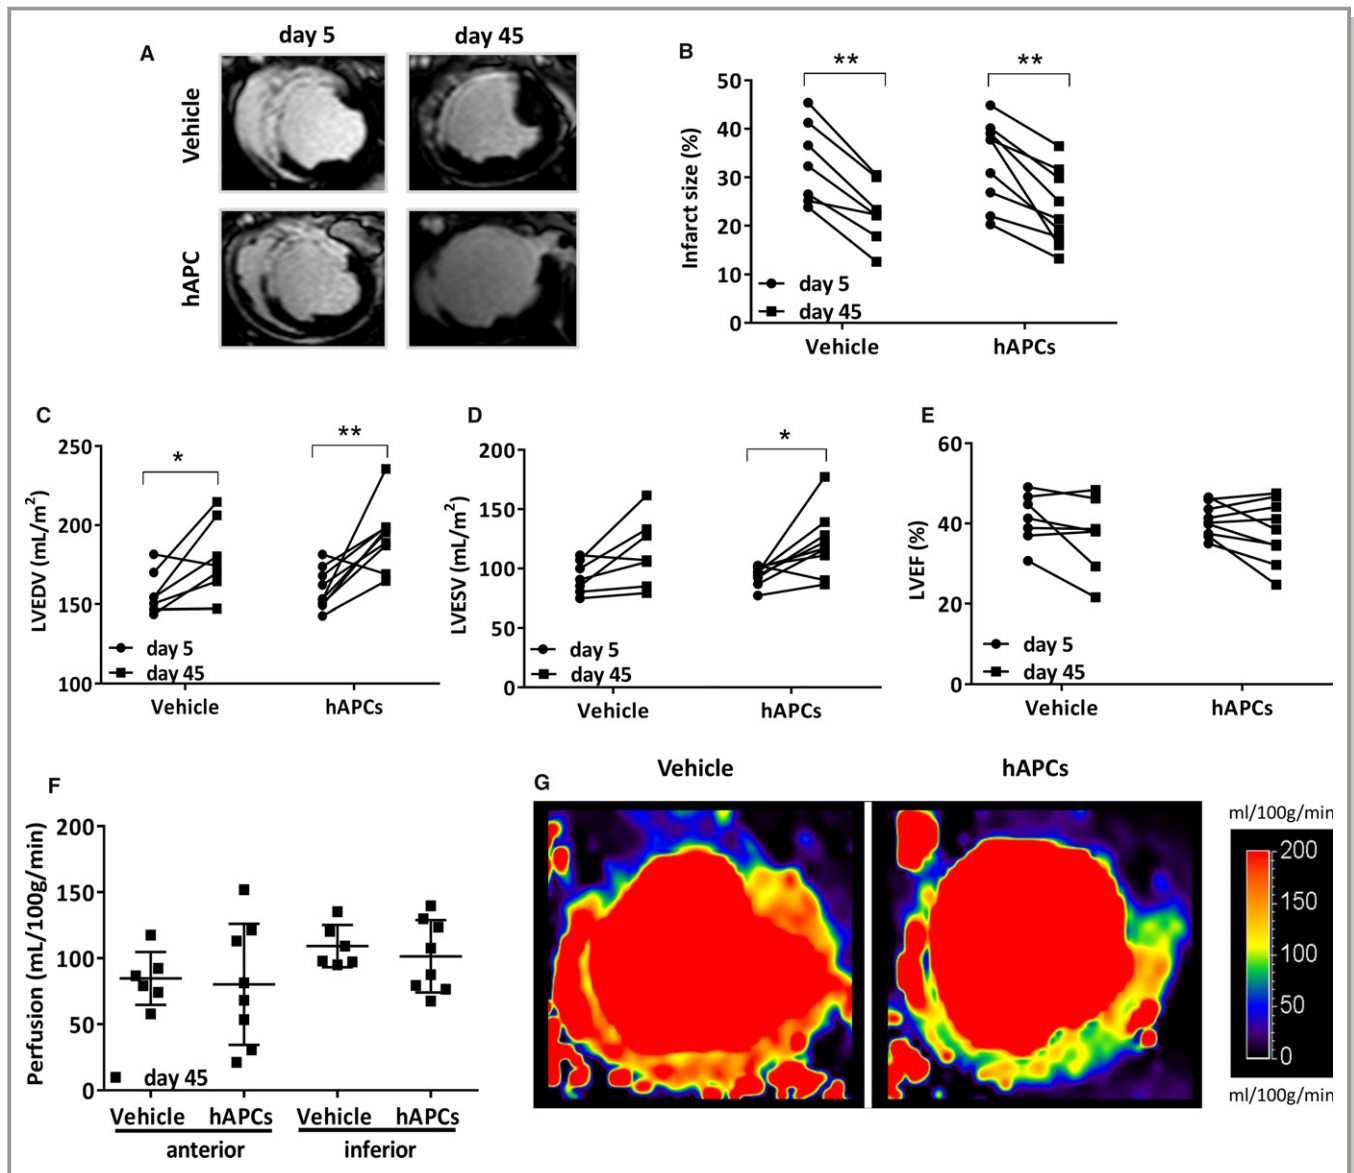 A
day 5
day 45
Vehicle
hAPC
B
Infarct size (%)
50
40
30
20
10
0
**
**
day 5
day 45
Vehicle
hAPCs
C
LVEDV (mL/m²)
250
200
150
100
*
**
day 5
day 45
Vehicle
hAPCs
D
LVESV (mL/m²)
200
150
100
50
0
*
day 5
day 45
Vehicle
hAPCs
E
LVEF (%)
60
40
20
0
day 5
day 45
Vehicle
hAPCs
F
Perfusion (mL/100g/min)
200
150
100
50
0
day 45
Vehicle hAPCs Vehicle hAPCs
anterior inferior
G
Vehicle
hAPCs
ml/100g/min
200
150
100
50
0
ml/100g/min